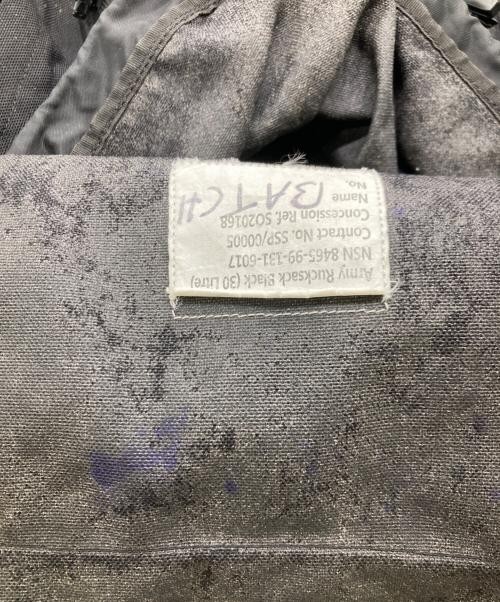 Army Rucksack Black (30 Litre)
NSN 8465-99-131-6017
Contract No. SSP/00005
Concession Ref. SO20168
Name BATCH
No.